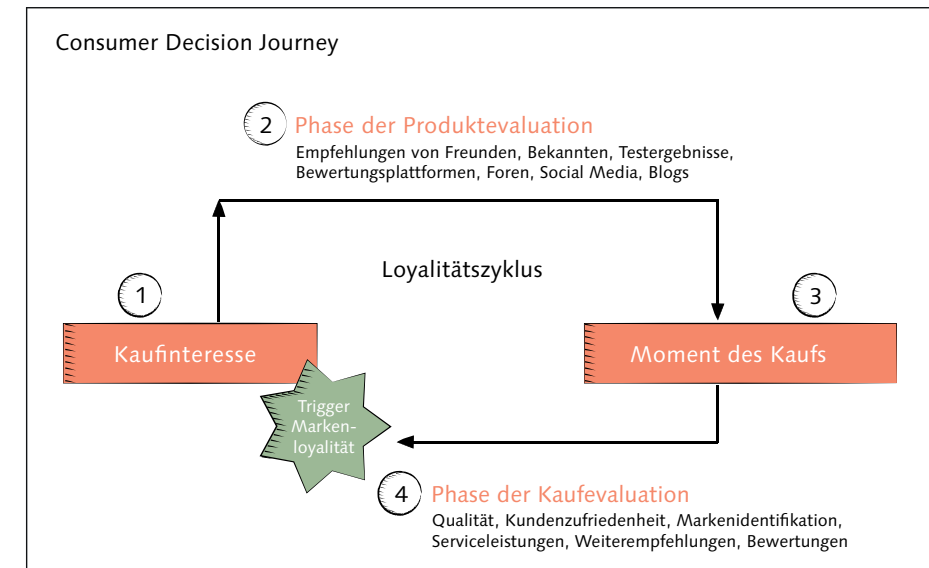 Consumer Decision Journey
2
Phase der Produktevaluation
Empfehlungen von Freunden, Bekannten, Testergebnisse,
Bewertungsplattformen, Foren, Social Media, Blogs
Loyalitätszyklus
1
Kaufinteresse
3
Moment des Kaufs
Trigger
Marken-
loyalität
4
Phase der Kaufevaluation
Qualität, Kundenzufriedenheit, Markenidentifikation,
Serviceleistungen, Weiterempfehlungen, Bewertungen